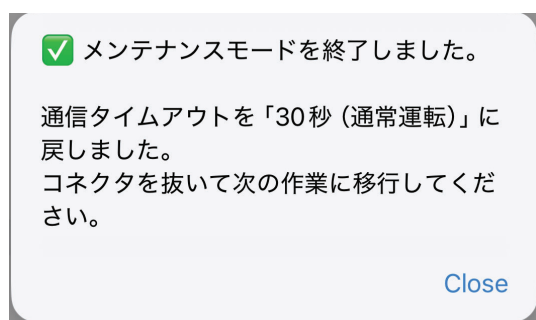 ✅ メンテナンスモードを終了しました。
通信タイムアウトを「30秒（通常運転）」に
戻しました。
コネクタを抜いて次の作業に移行してくだ
さい。
Close